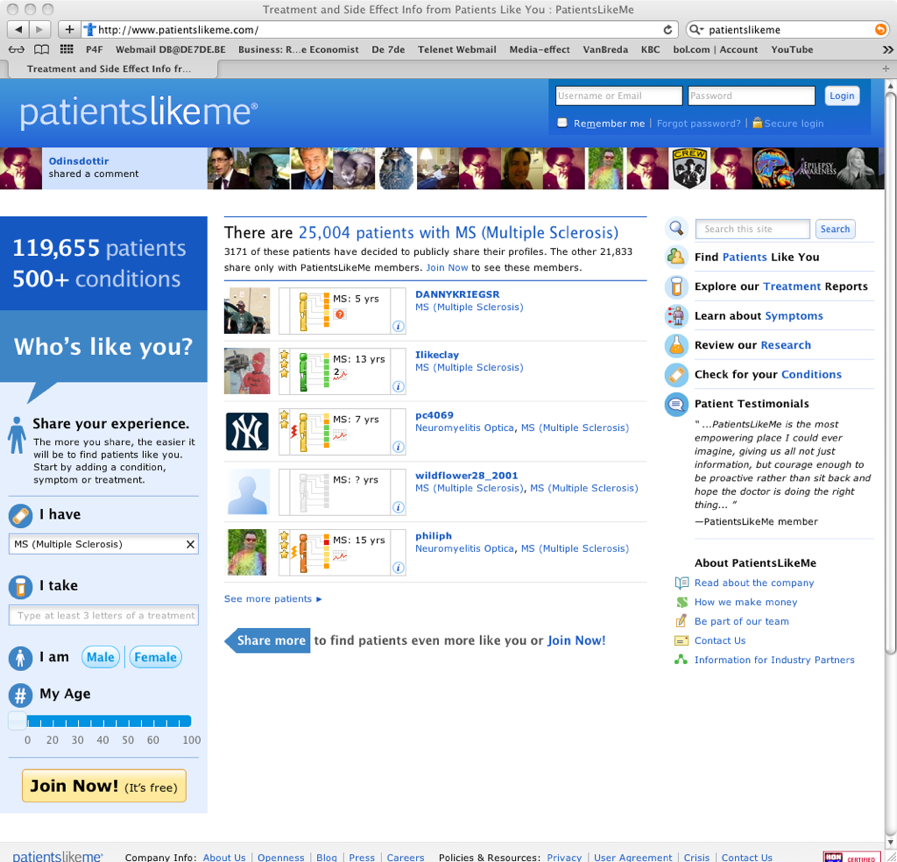 Treatment and Side Effect Info from Patients Like You : PatientsLikeMe
http://www.patientslikeme.com/
patientslikeme
P4F Webmail DB@DE7DE.BE Business: R...e Economist De 7de Telenet Webmail Media-effect VanBreda KBC bol.com | Account YouTube
Treatment and Side Effect Info fr...
patientslikeme®
Username or Email Password Login
Remember me | Forgot password? | Secure login
Odinsdottir
shared a comment
CREW
EPILEPSY
AWARENESS
119,655 patients
500+ conditions
Who's like you?
Share your experience.
The more you share, the easier it
will be to find patients like you.
Start by adding a condition,
symptom or treatment.
I have
MS (Multiple Sclerosis) X
I take
Type at least 3 letters of a treatment
I am Male Female
# My Age
0 20 30 40 50 60 100
Join Now! (It's free)
There are 25,004 patients with MS (Multiple Sclerosis)
3171 of these patients have decided to publicly share their profiles. The other 21,833
share only with PatientsLikeMe members. Join Now to see these members.
MS: 5 yrs
?
i
DANNYKRIEGSR
MS (Multiple Sclerosis)
MS: 13 yrs
2
i
Ilikeclay
MS (Multiple Sclerosis)
NY
MS: 7 yrs
i
pc4069
Neuromyelitis Optica, MS (Multiple Sclerosis)
MS: ? yrs
i
wildflower28_2001
MS (Multiple Sclerosis), MS (Multiple Sclerosis)
MS: 15 yrs
i
philiph
Neuromyelitis Optica, MS (Multiple Sclerosis)
See more patients ▸
Share more to find patients even more like you or Join Now!
Search this site Search
Find Patients Like You
Explore our Treatment Reports
Learn about Symptoms
Review our Research
Check for your Conditions
Patient Testimonials
" ...PatientsLikeMe is the most
empowering place I could ever
imagine, giving us all not just
information, but courage enough to
be proactive rather than sit back and
hope the doctor is doing the right
thing... "
—PatientsLikeMe member
About PatientsLikeMe
Read about the company
How we make money
Be part of our team
Contact Us
Information for Industry Partners
patientslikeme® Company Info: About Us | Openness | Blog | Press | Careers Policies & Resources: Privacy | User Agreement | Crisis | Contact Us
HON CERTIFIED